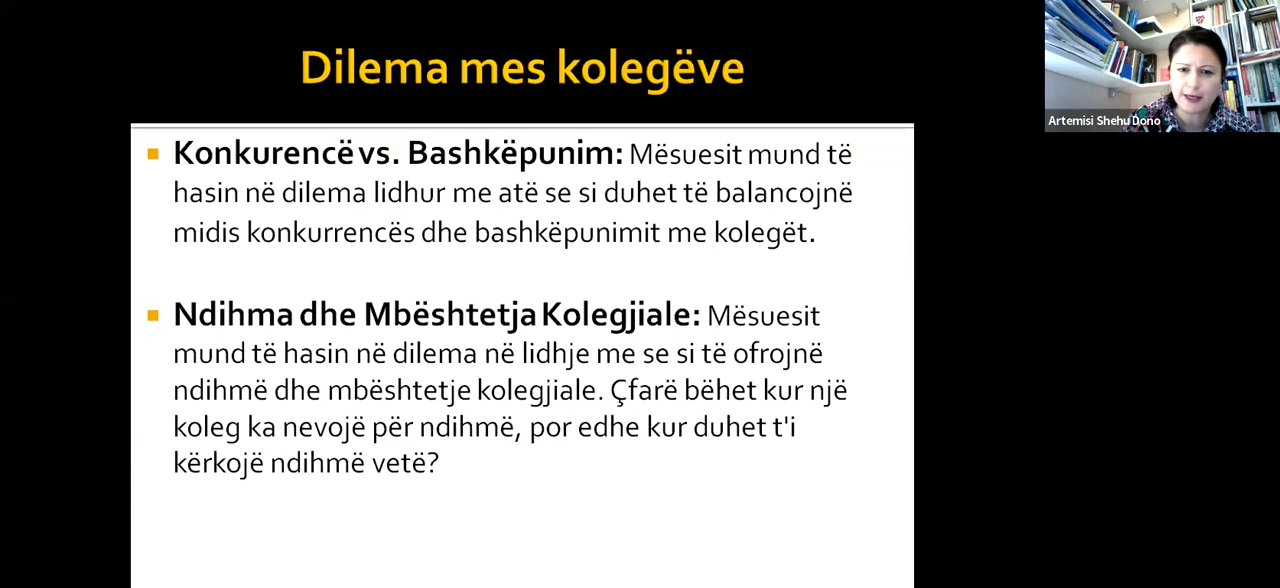 Dilema mes kolegëve
Artemisi Shehu Dono
Konkurencë vs. Bashkëpunim: Mësuesit mund të
hasin në dilema lidhur me atë se si duhet të balancojnë
midis konkurrencës dhe bashkëpunimit me kolegët.
Ndihma dhe Mbështetja Kolegjiale: Mësuesit
mund të hasin në dilema në lidhje me se si të ofrojnë
ndihmë dhe mbështetje kolegjiale. Çfarë bëhet kur një
koleg ka nevojë për ndihmë, por edhe kur duhet t'i
kërkojë ndihmë vetë?